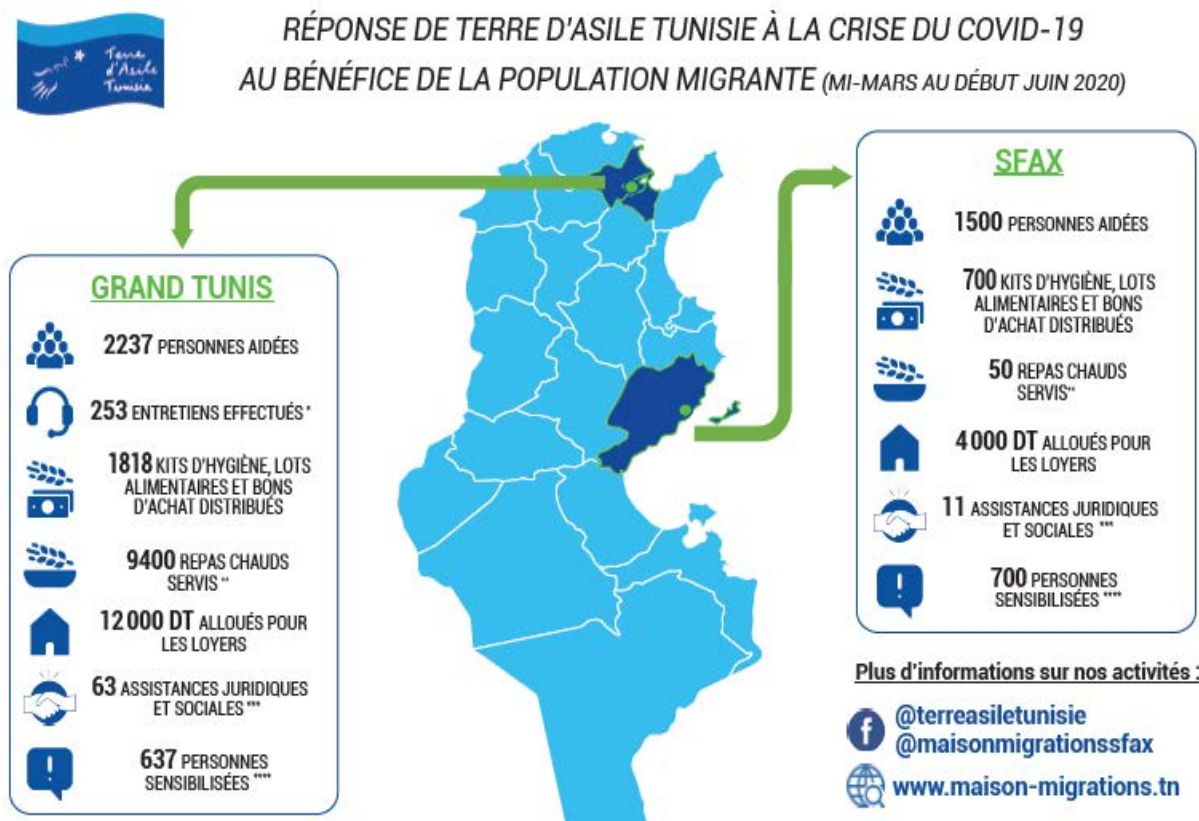 Terre
d'Asile
Tunisie
RÉPONSE DE TERRE D'ASILE TUNISIE À LA CRISE DU COVID-19
AU BÉNÉFICE DE LA POPULATION MIGRANTE (MI-MARS AU DÉBUT JUIN 2020)
GRAND TUNIS
2237 PERSONNES AIDÉES
253 ENTRETIENS EFFECTUÉS *
1818 KITS D'HYGIÈNE, LOTS
ALIMENTAIRES ET BONS
D'ACHAT DISTRIBUÉS
9400 REPAS CHAUDS
SERVIS **
12 000 DT ALLOUÉS POUR
LES LOYERS
63 ASSISTANCES JURIDIQUES
ET SOCIALES ***
637 PERSONNES
SENSIBILISÉES ****
SFAX
1500 PERSONNES AIDÉES
700 KITS D'HYGIÈNE, LOTS
ALIMENTAIRES ET BONS
D'ACHAT DISTRIBUÉS
50 REPAS CHAUDS
SERVIS**
4 000 DT ALLOUÉS POUR
LES LOYERS
11 ASSISTANCES JURIDIQUES
ET SOCIALES ***
700 PERSONNES
SENSIBILISÉES ****
Plus d'informations sur nos activités :
@terreasiletunisie
@maisonmigrationssfax
www.maison-migrations.tn